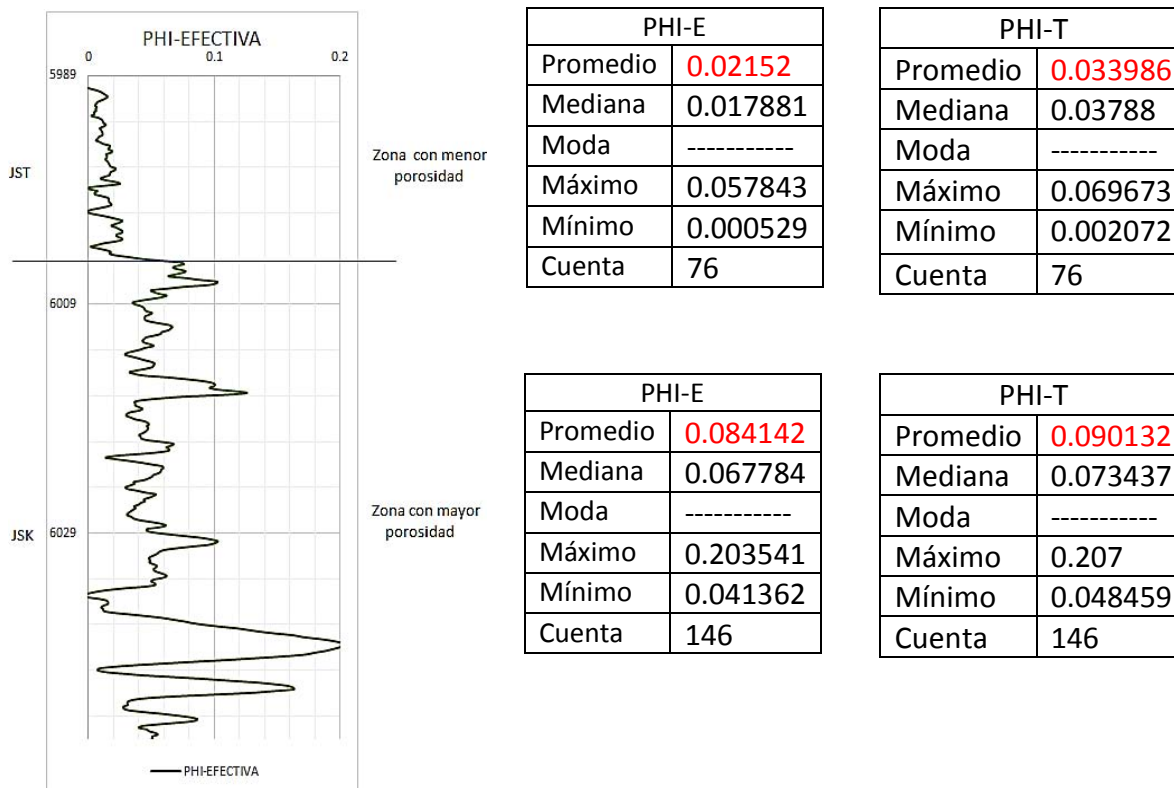 PHI-EFECTIVA
0 0.1 0.2
5989
JST
Zona con menor
porosidad
6009
JSK
6029
Zona con mayor
porosidad
PHI-EFECTIVA
PHI-E
Promedio 0.02152
Mediana 0.017881
Moda -----------
Máximo 0.057843
Mínimo 0.000529
Cuenta 76
PHI-T
Promedio 0.033986
Mediana 0.03788
Moda -----------
Máximo 0.069673
Mínimo 0.002072
Cuenta 76
PHI-E
Promedio 0.084142
Mediana 0.067784
Moda -----------
Máximo 0.203541
Mínimo 0.041362
Cuenta 146
PHI-T
Promedio 0.090132
Mediana 0.073437
Moda -----------
Máximo 0.207
Mínimo 0.048459
Cuenta 146